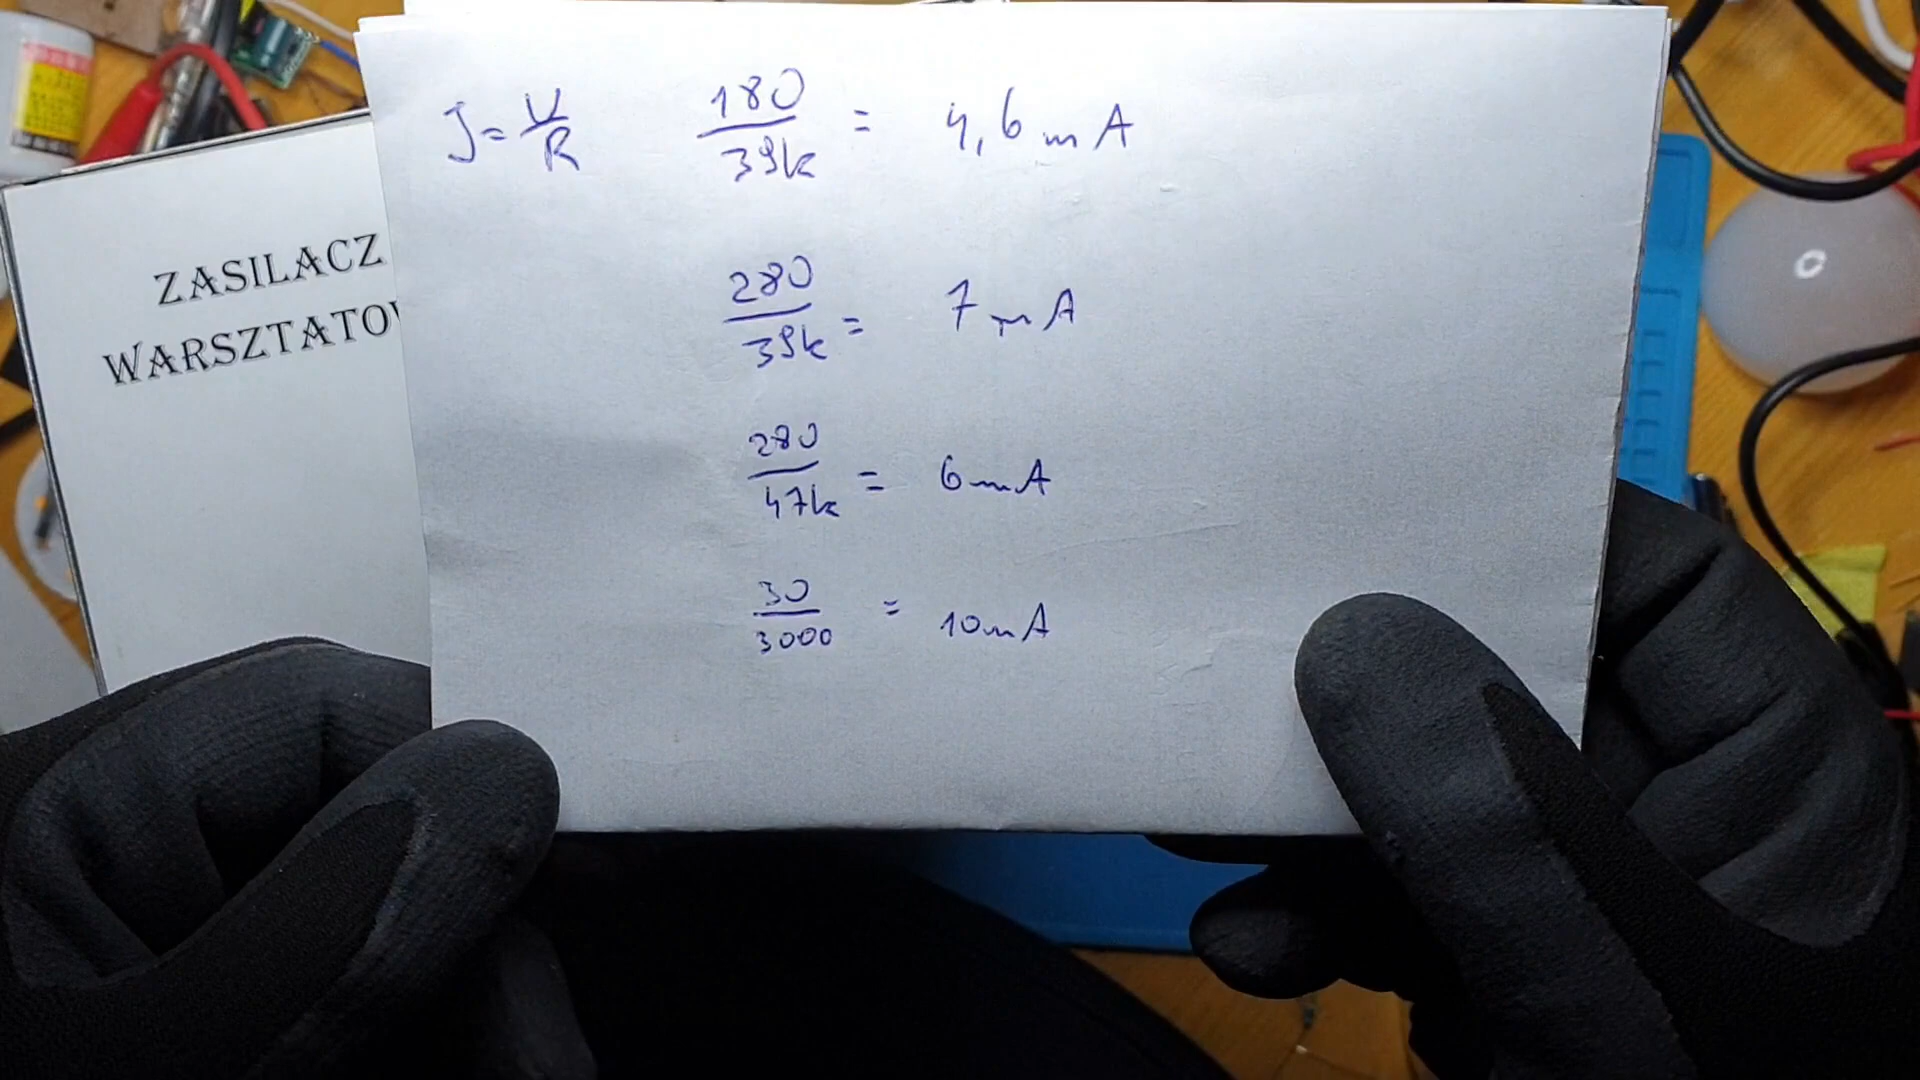 J = U/R 180/39k = 4,6 mA
280/39k = 7 mA
280/47k = 6 mA
30/3000 = 10 mA
ZASILACZ
WARSZTATO